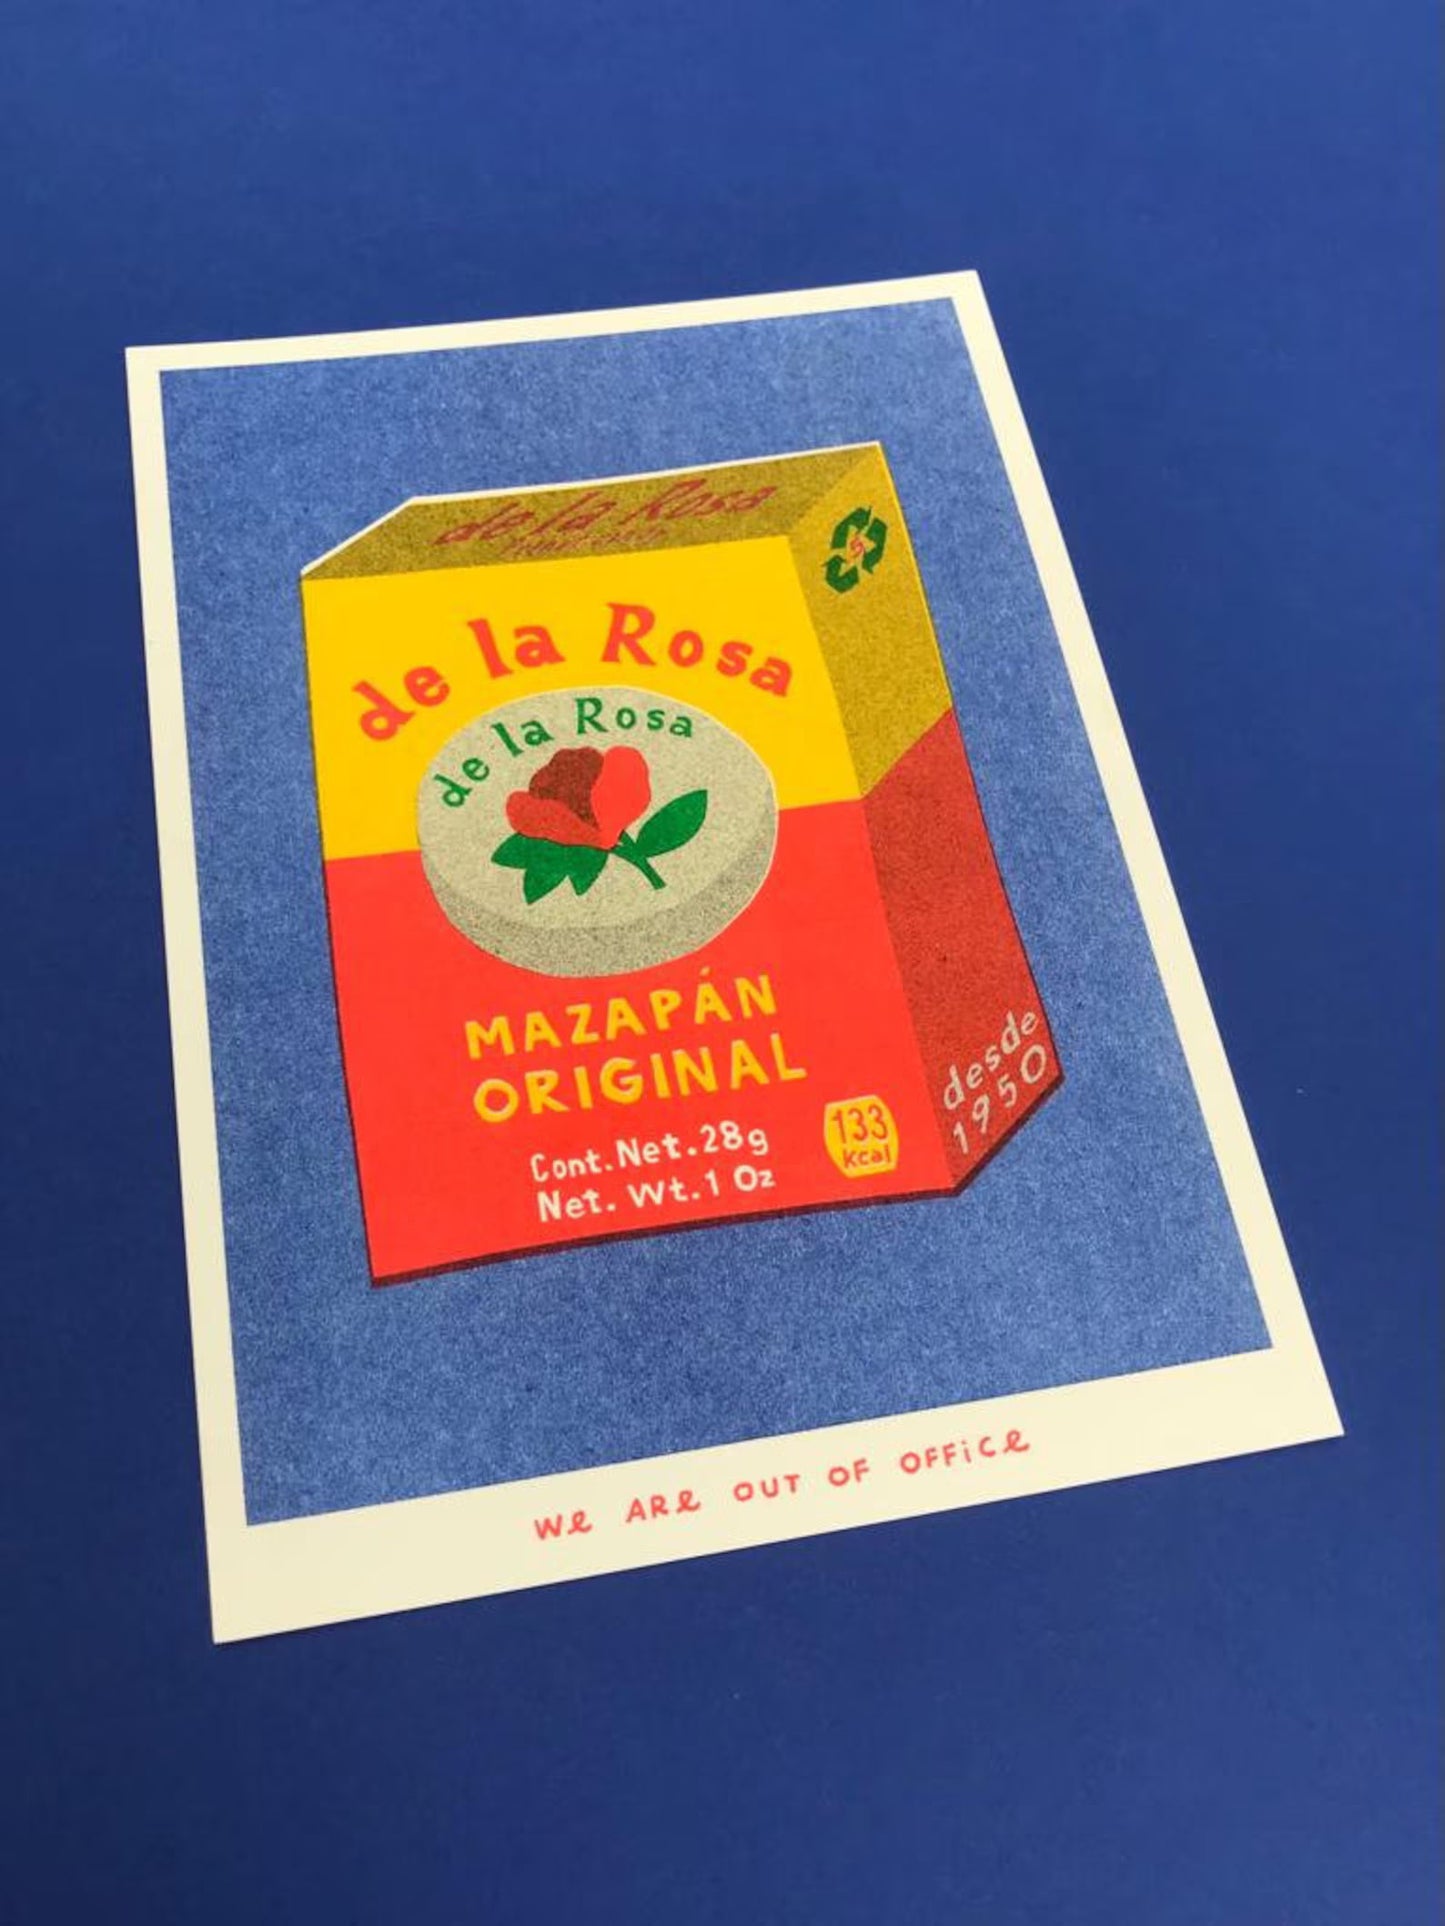 de la Rosa
5
de la Rosa
de la Rosa
MAZAPÁN
ORIGINAL
Cont. Net. 28g
Net. Wt. 1 Oz
133
kcal
desde
1950
We ARe OUT OF OFFiCe